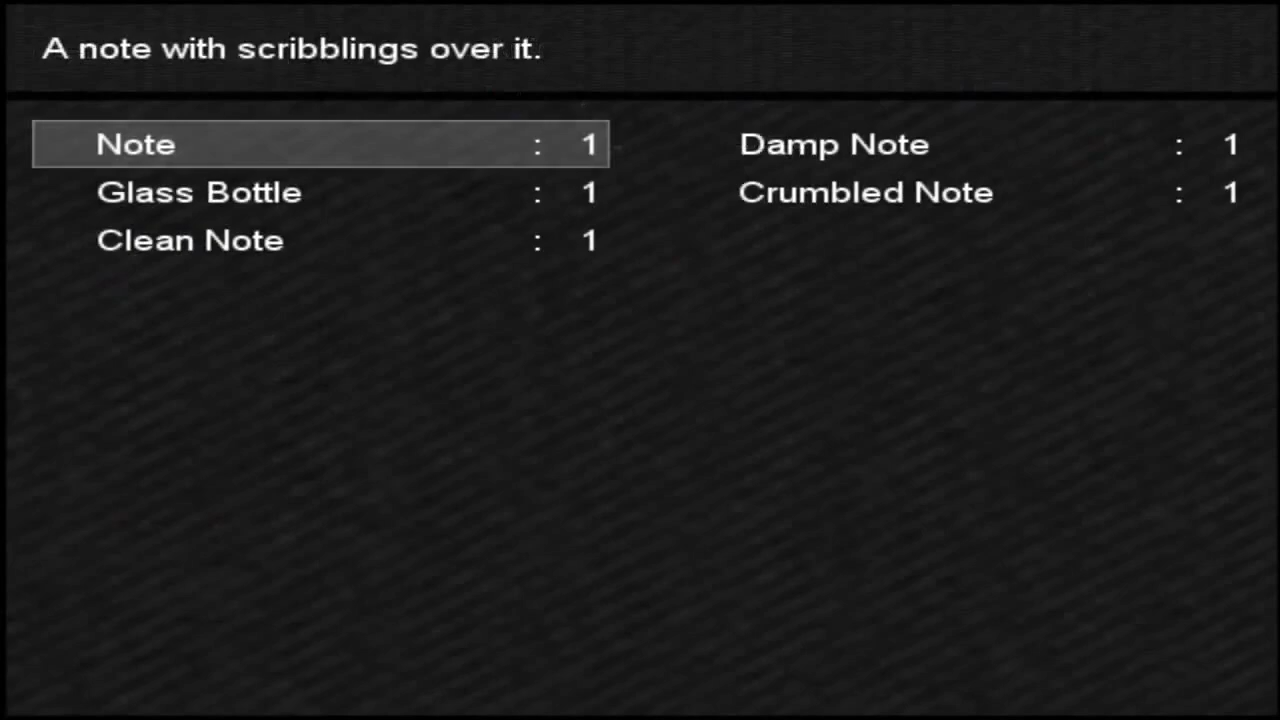 A note with scribblings over it.
Note : 1 Damp Note : 1
Glass Bottle : 1 Crumbled Note : 1
Clean Note : 1